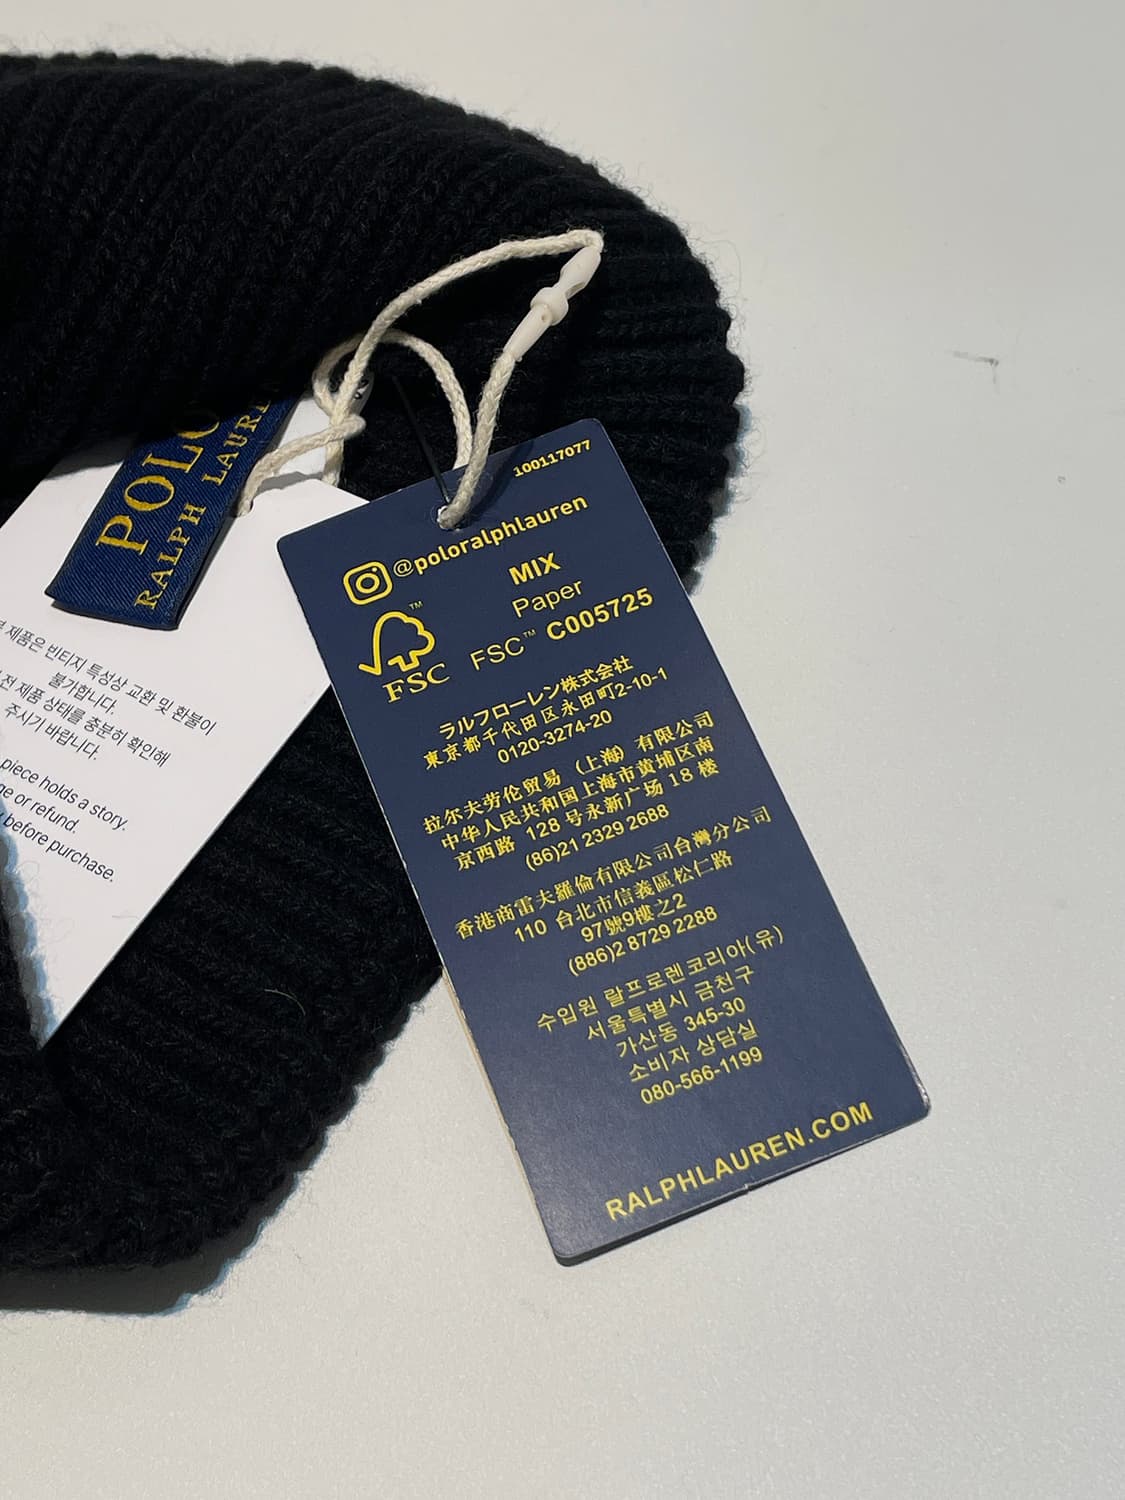 POLO
RALPH LAURE
제품은 빈티지 특성상 교환 및 환불이
불가합니다.
전 제품 상태를 충분히 확인해
주시기 바랍니다.
piece holds a story.
or refund.
before purchase.
100117077
@poloralphlauren
MIX
Paper
FSC™ C005725
™
FSC
ラルフローレン株式会社
東京都千代田区永田町2-10-1
0120-3274-20
拉尔夫劳伦贸易（上海）有限公司
中华人民共和国上海市黄埔区南
京西路 128 号永新广场 18 楼
(86)21 2329 2688
香港商雷夫羅倫有限公司台灣分公司
110 台北市信義區松仁路
97號9樓之2
(886)2 8729 2288
수입원 랄프로렌코리아(유)
서울특별시 금천구
가산동 345-30
소비자 상담실
080-566-1199
RALPHLAUREN.COM